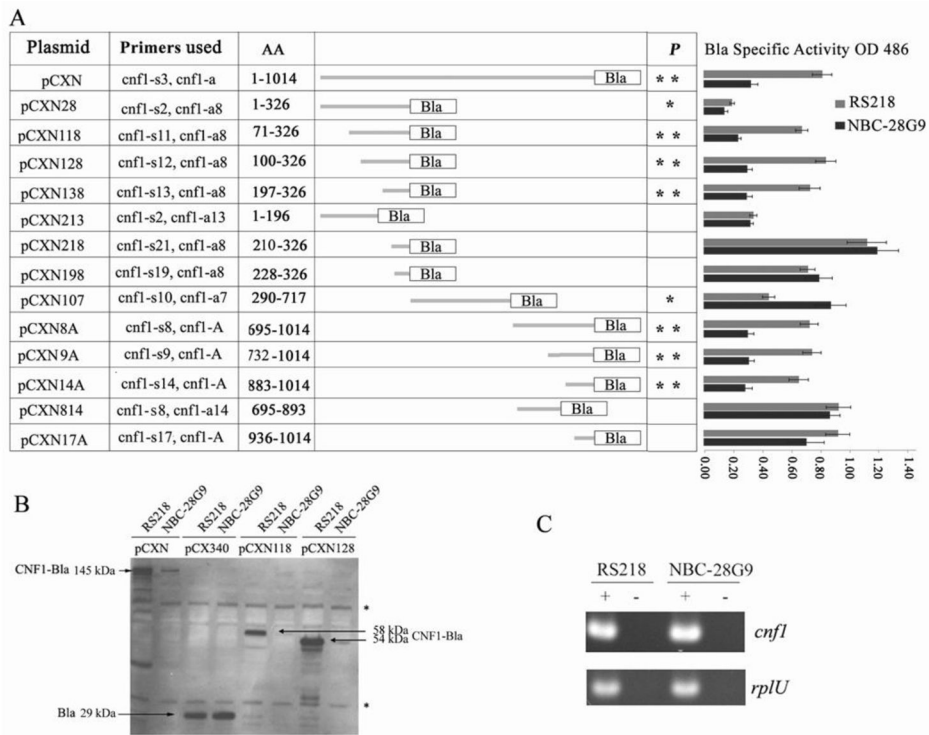 A
Plasmid Primers used AA P Bla Specific Activity OD 486
pCXN cnf1-s3, cnf1-a 1-1014 Bla * *
pCXN28 cnf1-s2, cnf1-a8 1-326 Bla *
pCXN118 cnf1-s11, cnf1-a8 71-326 Bla * *
pCXN128 cnf1-s12, cnf1-a8 100-326 Bla * *
pCXN138 cnf1-s13, cnf1-a8 197-326 Bla * *
pCXN213 cnf1-s2, cnf1-a13 1-196 Bla
pCXN218 cnf1-s21, cnf1-a8 210-326 Bla
pCXN198 cnf1-s19, cnf1-a8 228-326 Bla
pCXN107 cnf1-s10, cnf1-a7 290-717 Bla *
pCXN8A cnf1-s8, cnf1-A 695-1014 Bla * *
pCXN9A cnf1-s9, cnf1-A 732-1014 Bla * *
pCXN14A cnf1-s14, cnf1-A 883-1014 Bla * *
pCXN814 cnf1-s8, cnf1-a14 695-893 Bla
pCXN17A cnf1-s17, cnf1-A 936-1014 Bla
RS218
NBC-28G9
0.00 0.20 0.40 0.60 0.80 1.00 1.20 1.40
B
RS218 NBC-28G9 RS218 NBC-28G9 RS218 NBC-28G9 RS218 NBC-28G9
pCXN pCX340 pCXN118 pCXN128
CNF1-Bla 145 kDa
*
58 kDa
54 kDa CNF1-Bla
*
Bla 29 kDa
C
RS218 NBC-28G9
+ - + -
cnf1
rplU